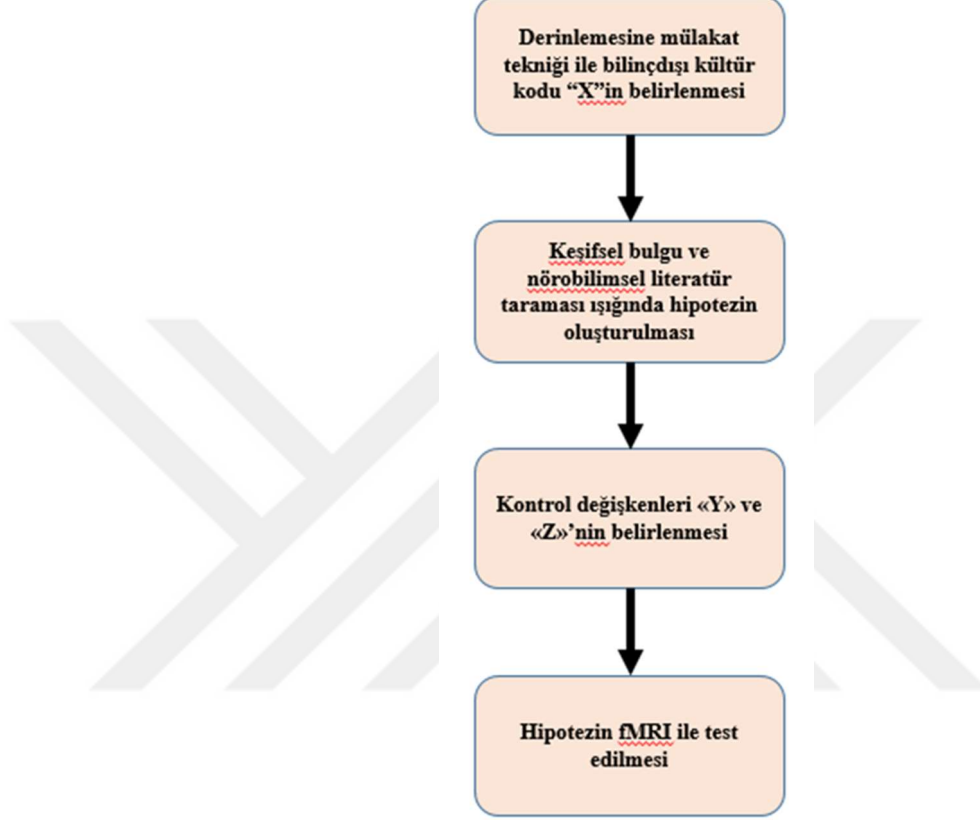 Derinlemesine mülakat
tekniği ile bilinçdışı kültür
kodu “X”in belirlenmesi
Keşifsel bulgu ve
nörobilimsel literatür
taraması ışığında hipotezin
oluşturulması
Kontrol değişkenleri «Y» ve
«Z»’nin belirlenmesi
Hipotezin fMRI ile test
edilmesi